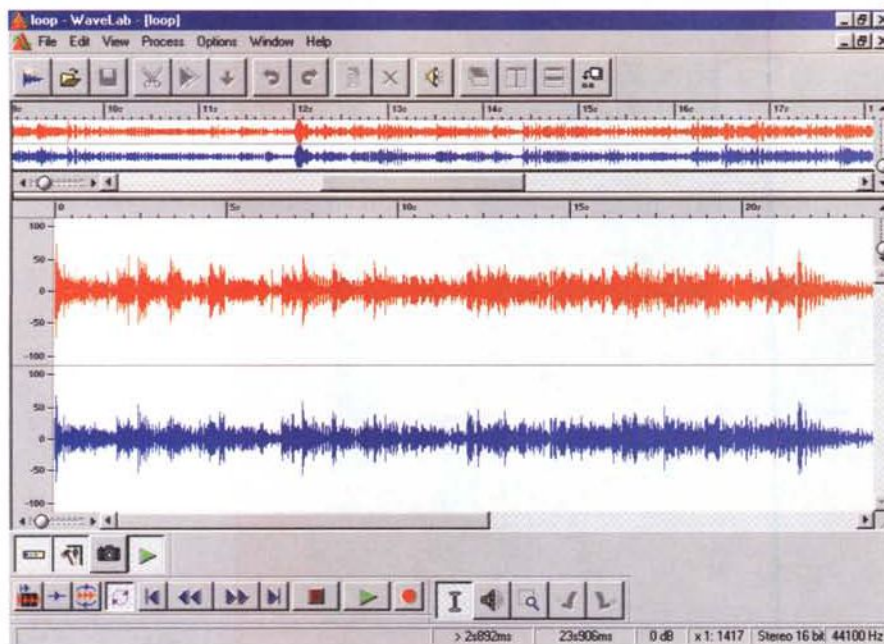 loop - WaveLab - [loop]
File Edit View Process Options Window Help
10s 11s 12s 13s 14s 15s 16s 17s
0 5s 10s 15s 20s
100
50
0
-50
-100
100
50
0
-50
-100
> 2s892ms 23s906ms 0 dB x 1: 1417 Stereo 16 bit 44100 Hz